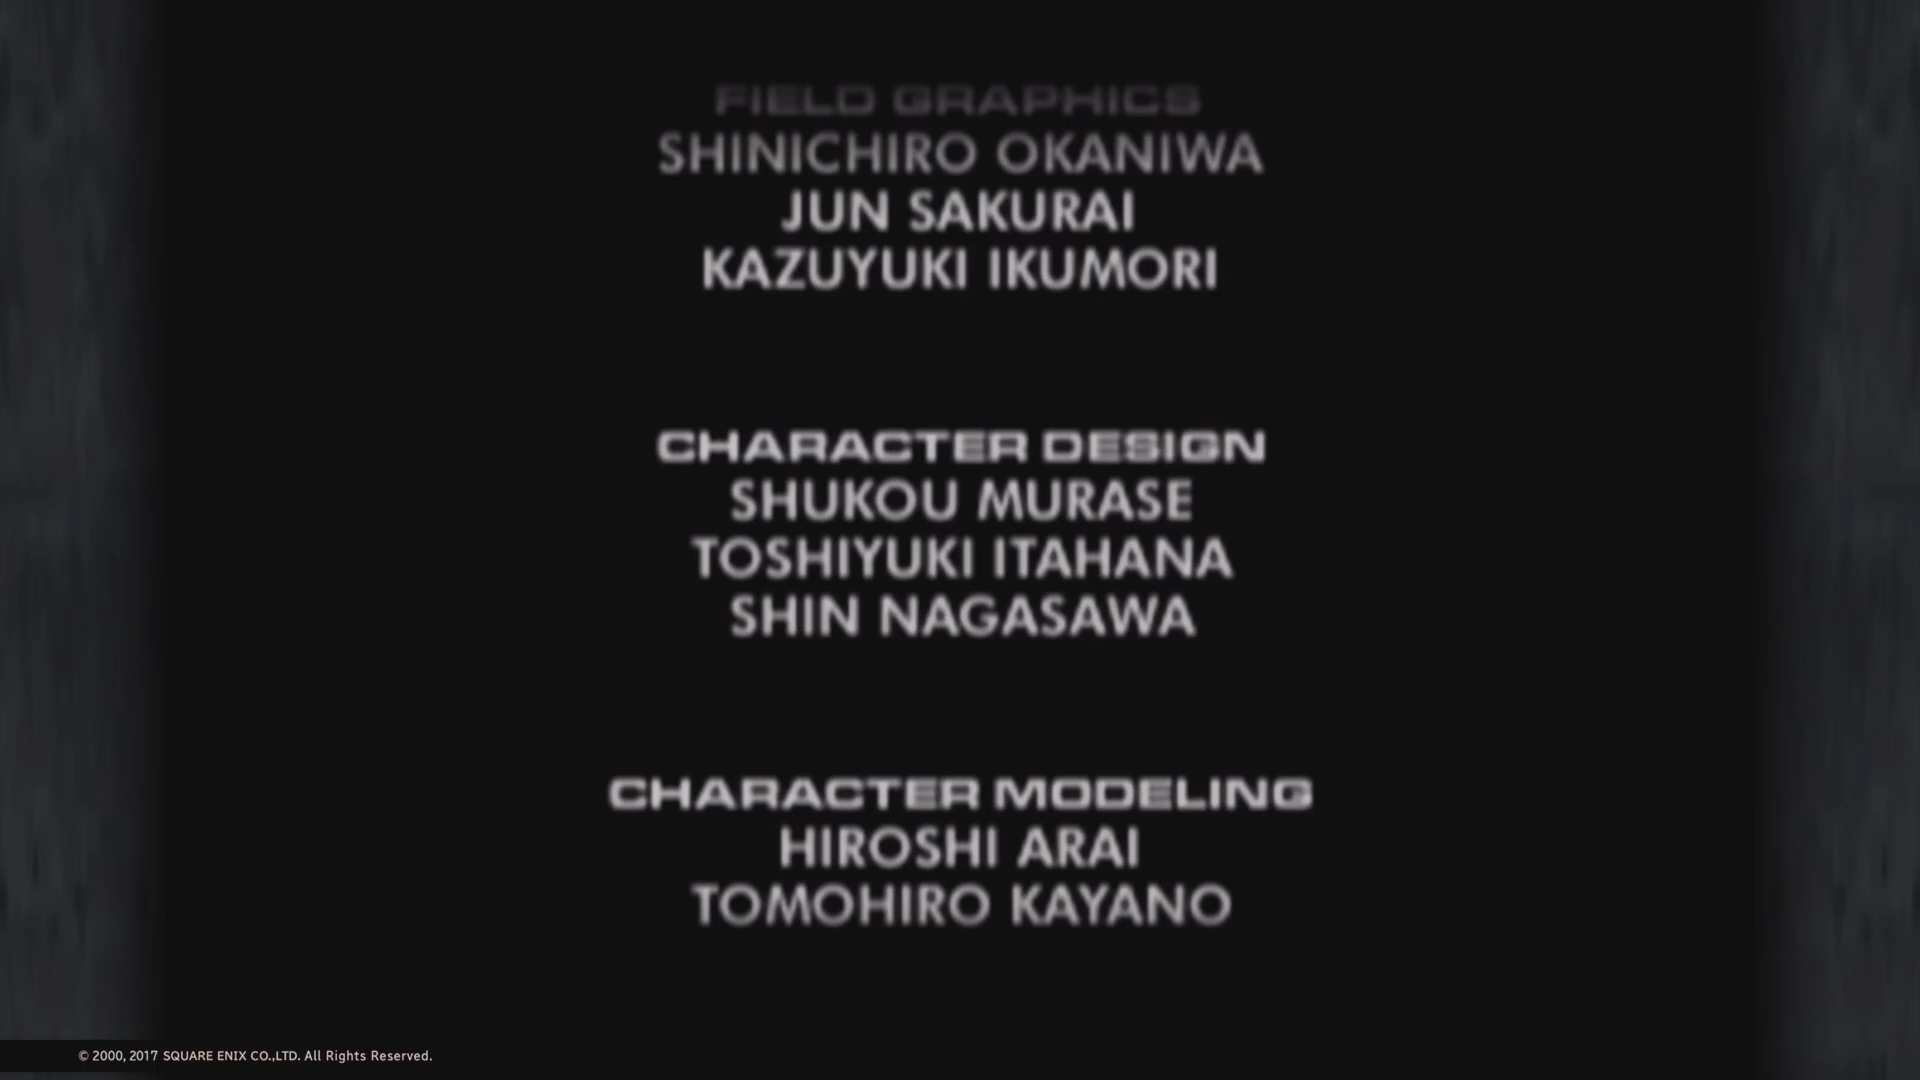 FIELD GRAPHICS
SHINICHIRO OKANIWA
JUN SAKURAI
KAZUYUKI IKUMORI
CHARACTER DESIGN
SHUKOU MURASE
TOSHIYUKI ITAHANA
SHIN NAGASAWA
CHARACTER MODELING
HIROSHI ARAI
TOMOHIRO KAYANO
© 2000, 2017 SQUARE ENIX CO.,LTD. All Rights Reserved.